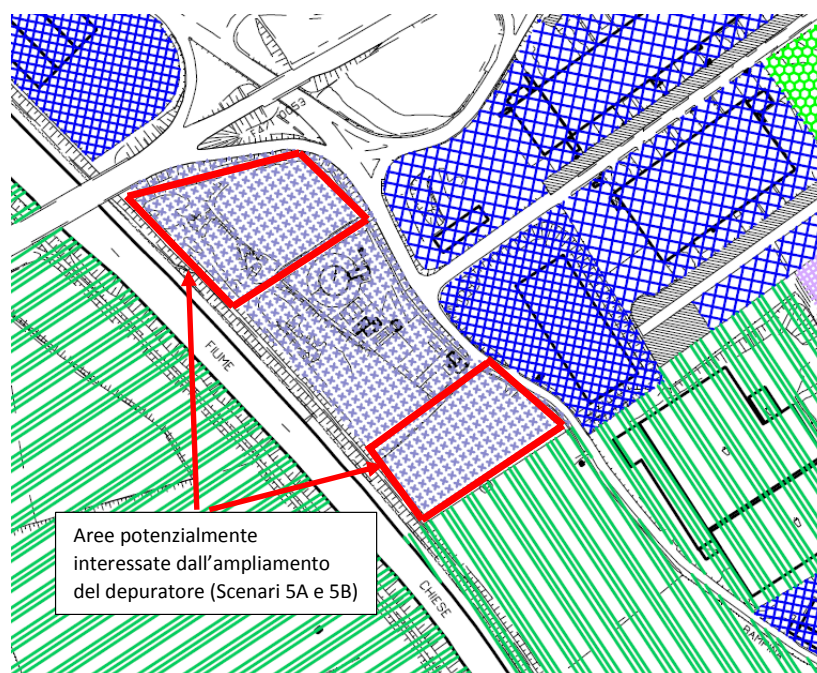 FIUME
CHIESE
Aree potenzialmente
interessate dall'ampliamento
del depuratore (Scenari 5A e 5B)